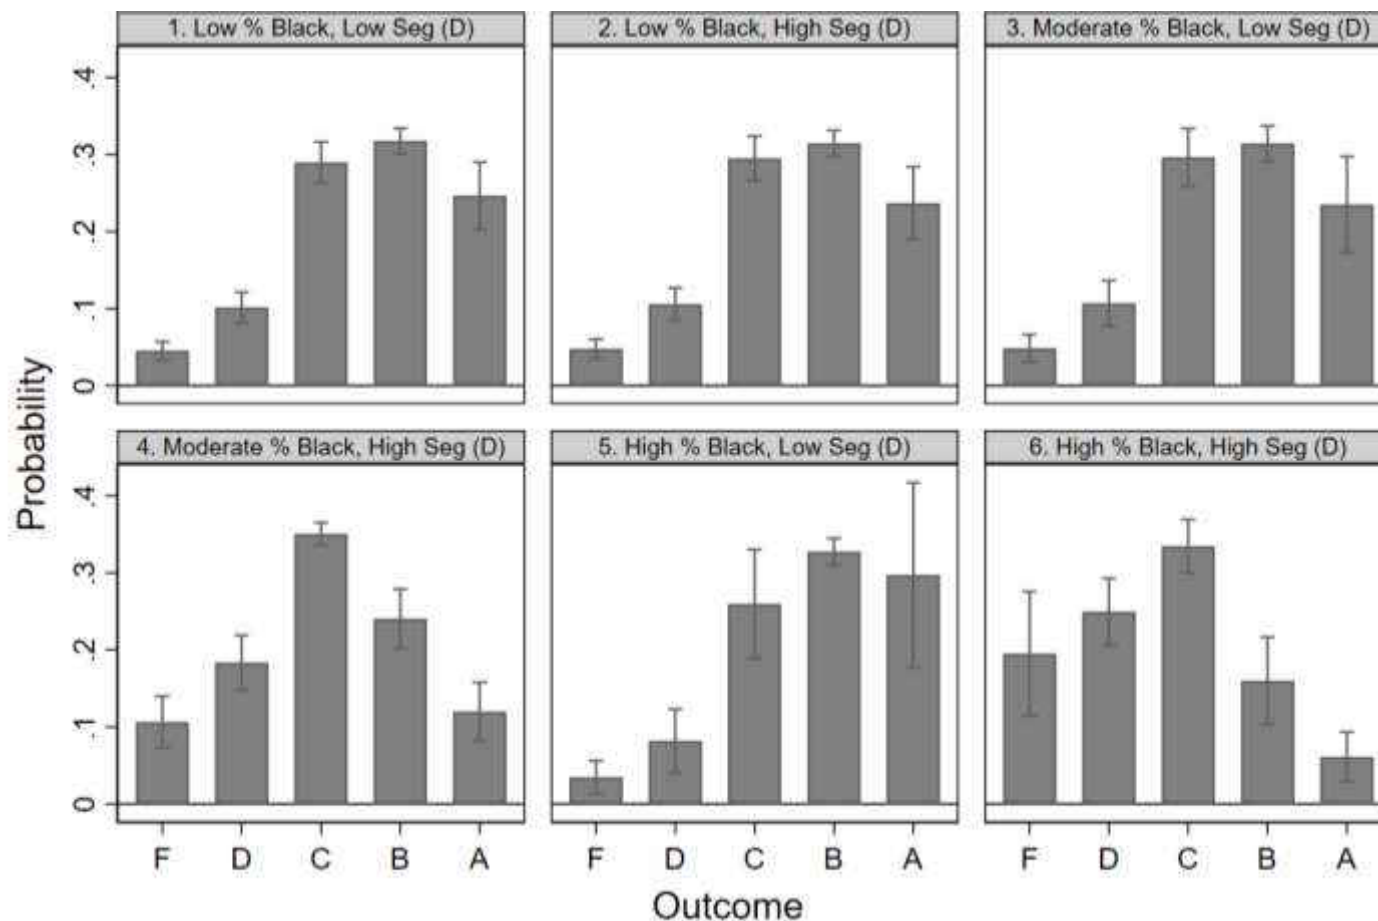 1. Low % Black, Low Seg (D)
2. Low % Black, High Seg (D)
3. Moderate % Black, Low Seg (D)
.4
.3
.2
.1
0
4. Moderate % Black, High Seg (D)
5. High % Black, Low Seg (D)
6. High % Black, High Seg (D)
.4
.3
.2
.1
0
Probability
F D C B A
F D C B A
F D C B A
Outcome